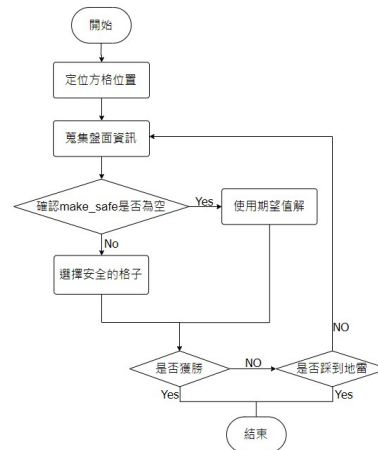 開始
定位方格位置
蒐集盤面資訊
確認make_safe是否為空
Yes
使用期望值解
No
選擇安全的格子
NO
是否獲勝
NO
是否踩到地雷
Yes
Yes
結束